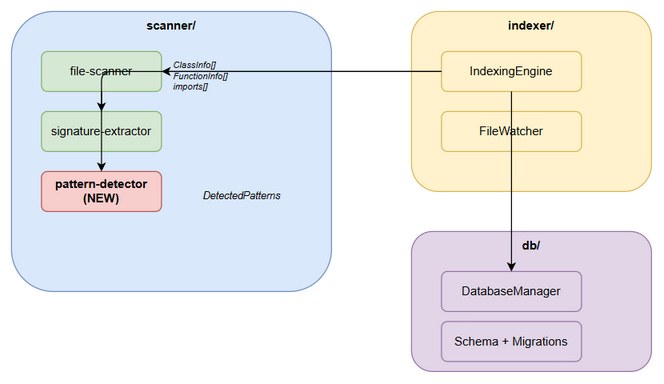 scanner/
file-scanner
ClassInfo[]
FunctionInfo[]
imports[]
signature-extractor
pattern-detector
(NEW)
DetectedPatterns
indexer/
IndexingEngine
FileWatcher
db/
DatabaseManager
Schema + Migrations